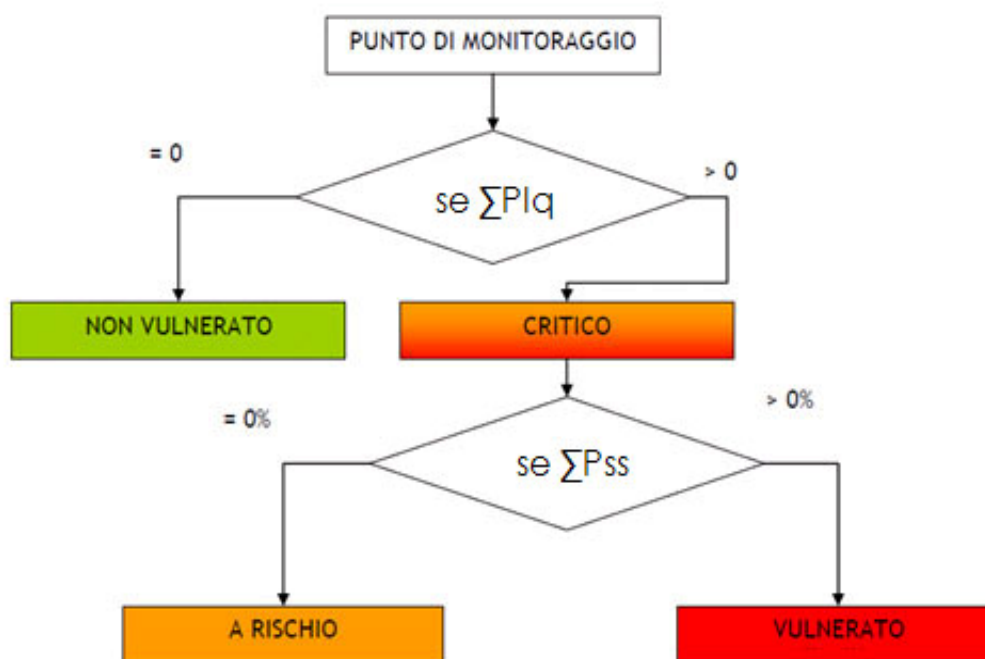 PUNTO DI MONITORAGGIO
= 0
> 0
se ∑Plq
NON VULNERATO
CRITICO
= 0%
> 0%
se ∑Pss
A RISCHIO
VULNERATO